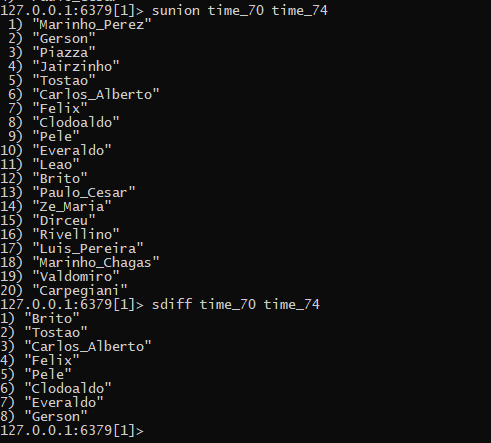 127.0.0.1:6379[1]> sunion time_70 time_74
1) "Marinho_Perez"
2) "Gerson"
3) "Piazza"
4) "Jairzinho"
5) "Tostao"
6) "Carlos_Alberto"
7) "Felix"
8) "Clodoaldo"
9) "Pele"
10) "Everaldo"
11) "Leao"
12) "Brito"
13) "Paulo_Cesar"
14) "Ze_Maria"
15) "Dirceu"
16) "Rivellino"
17) "Luis_Pereira"
18) "Marinho_Chagas"
19) "Valdomiro"
20) "Carpegiani"
127.0.0.1:6379[1]> sdiff time_70 time_74
1) "Brito"
2) "Tostao"
3) "Carlos_Alberto"
4) "Felix"
5) "Pele"
6) "Clodoaldo"
7) "Everaldo"
8) "Gerson"
127.0.0.1:6379[1]>